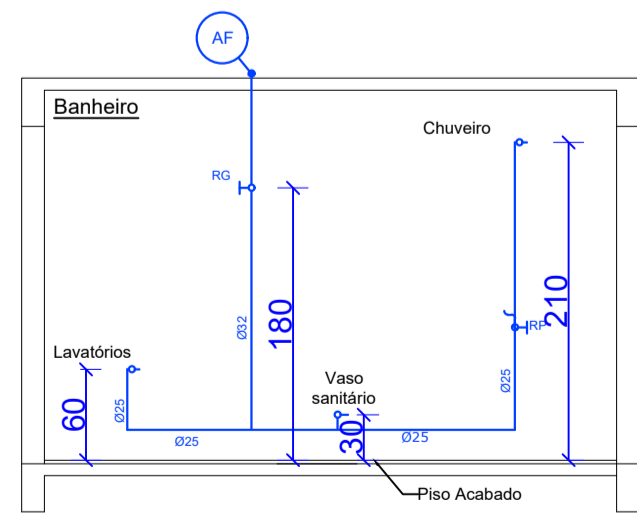 AF
Banheiro
Chuveiro
RG
180
210
Ø32
RP
Lavatórios
Vaso
sanitário
Ø25
60
Ø25
30
Ø25
Ø25
Piso Acabado